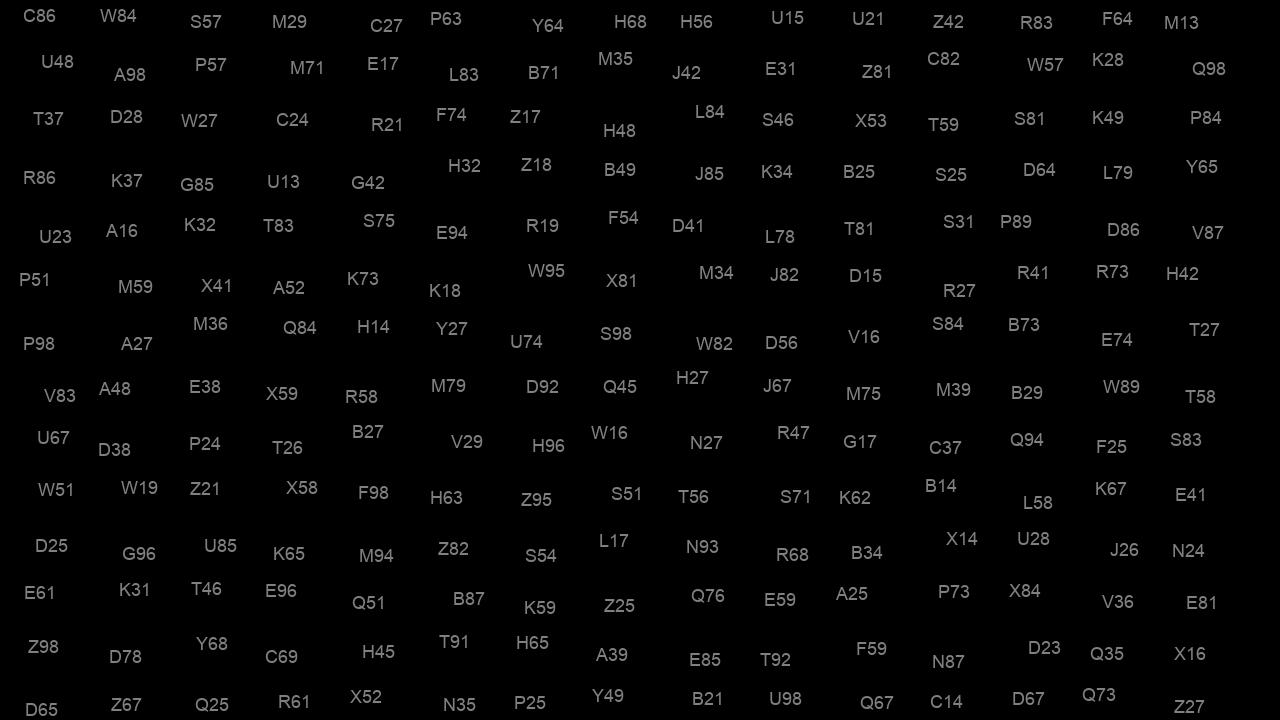 C86 W84 S57 M29 C27 P63 Y64 H68 H56 U15 U21 Z42 R83 F64 M13
U48 A98 P57 M71 E17 L83 B71 M35 J42 E31 Z81 C82 W57 K28 Q98
T37 D28 W27 C24 R21 F74 Z17 H48 L84 S46 X53 T59 S81 K49 P84
R86 K37 G85 U13 G42 H32 Z18 B49 J85 K34 B25 S25 D64 L79 Y65
U23 A16 K32 T83 S75 E94 R19 F54 D41 L78 T81 S31 P89 D86 V87
P51 M59 X41 A52 K73 K18 W95 X81 M34 J82 D15 R27 R41 R73 H42
P98 A27 M36 Q84 H14 Y27 U74 S98 W82 D56 V16 S84 B73 E74 T27
V83 A48 E38 X59 R58 M79 D92 Q45 H27 J67 M75 M39 B29 W89 T58
U67 D38 P24 T26 B27 V29 H96 W16 N27 R47 G17 C37 Q94 F25 S83
W51 W19 Z21 X58 F98 H63 Z95 S51 T56 S71 K62 B14 L58 K67 E41
D25 G96 U85 K65 M94 Z82 S54 L17 N93 R68 B34 X14 U28 J26 N24
E61 K31 T46 E96 Q51 B87 K59 Z25 Q76 E59 A25 P73 X84 V36 E81
Z98 D78 Y68 C69 H45 T91 H65 A39 E85 T92 F59 N87 D23 Q35 X16
D65 Z67 Q25 R61 X52 N35 P25 Y49 B21 U98 Q67 C14 D67 Q73 Z27